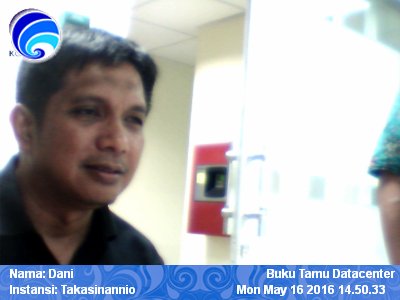 Nama: Dani
Buku Tamu Datacenter
Instansi: Takasinannio
Mon May 16 2016 14.50.33